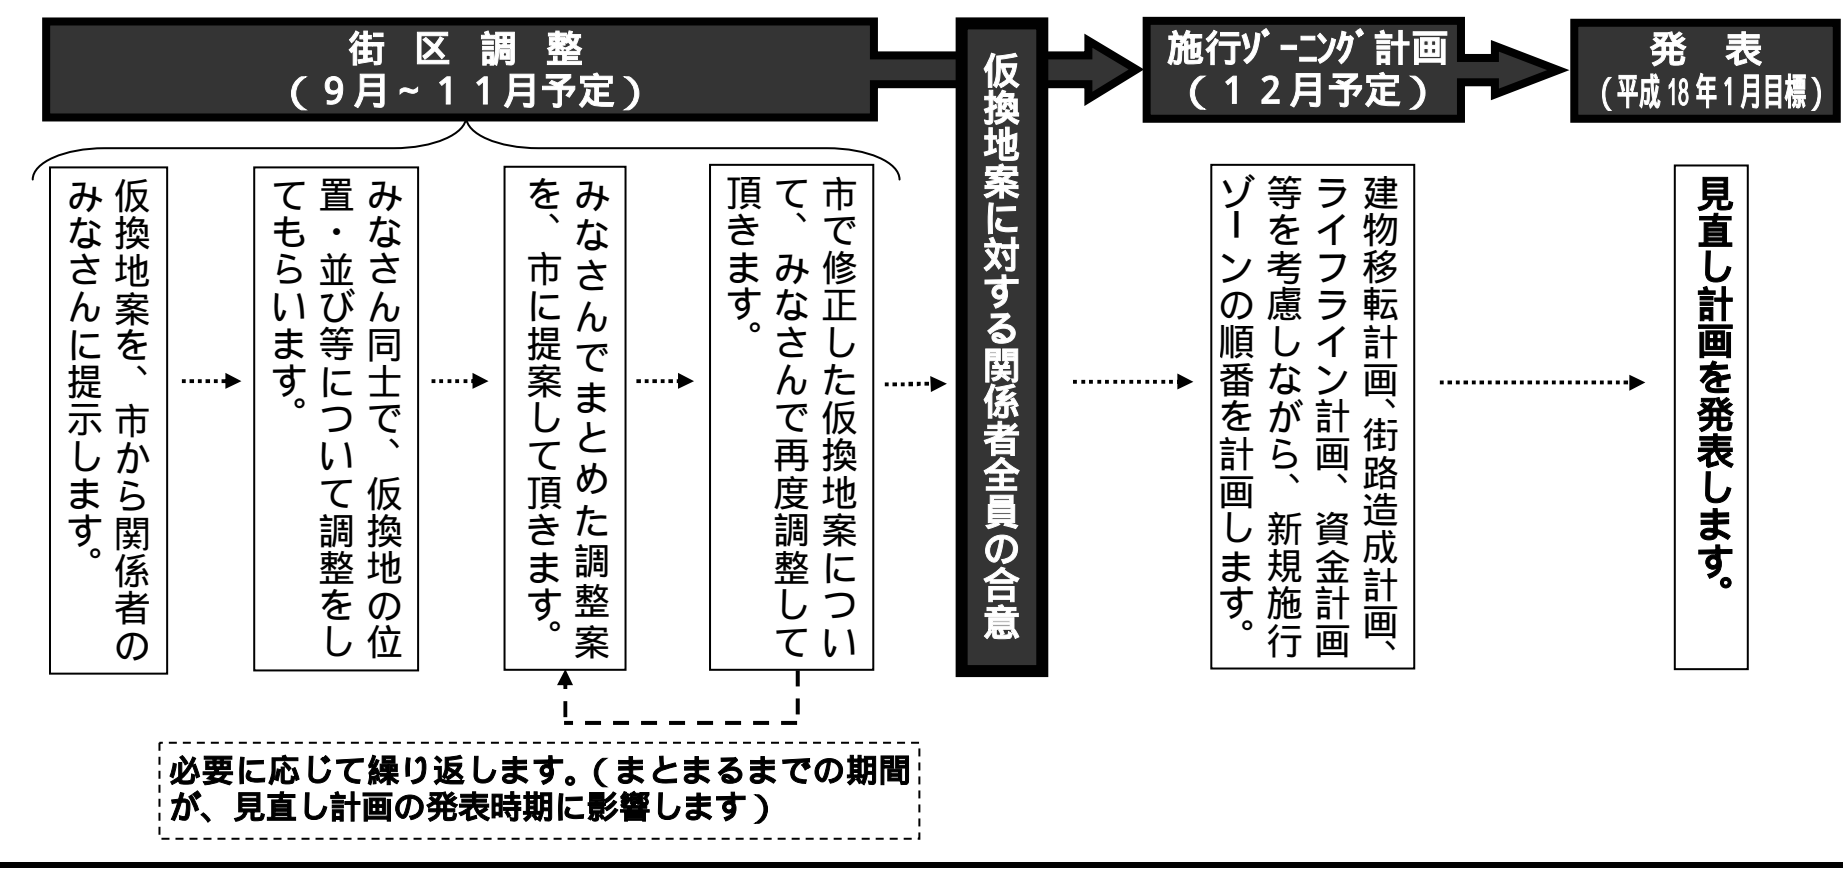 街 区 調 整
（９月～１１月予定）
仮換地案に対する関係者全員の合意
施行ｿﾞｰﾆﾝｸﾞ計画
（１２月予定）
発 表
（平成18年1月目標）
仮換地案を、市から関係者の
みなさんに提示します。
みなさん同士で、仮換地の位
置・並び等について調整をし
てもらいます。
みなさんでまとめた調整案
を、市に提案して頂きます。
市で修正した仮換地案につい
て、みなさんで再度調整して
頂きます。
建物移転計画、街路造成計画、
ライフライン計画、資金計画
等を考慮しながら、新規施行
ゾーンの順番を計画します。
見直し計画を発表します。
必要に応じて繰り返します。（まとまるまでの期間
が、見直し計画の発表時期に影響します）